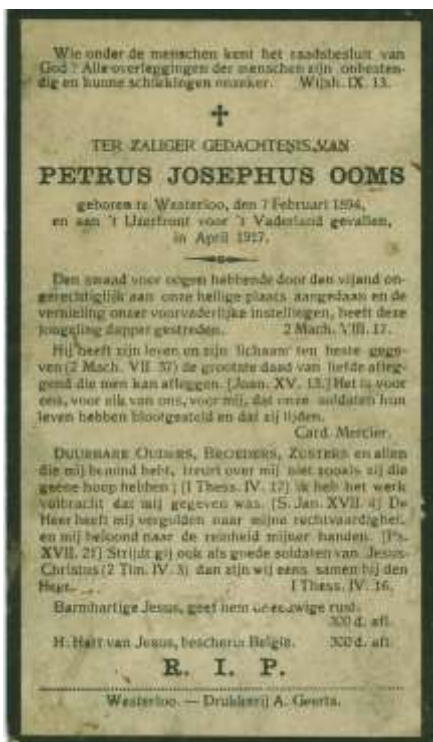 Wie onder de menschen kent het raadsbesluit van
God? Alle overleggingen der menschen zijn onbesten-
dig en hunne schikkingen onzeker. Wijsh. IX. 13.
TER ZALIGER GEDACHTENIS VAN
PETRUS JOSEPHUS OOMS
geboren te Westerloo, den 7 Februari 1894,
en aan 't IJzerfront voor 't Vaderland gevallen,
in April 1917.
Den smaad voor oogen hebbende door den vijand on-
gerechtiglijk aan onze heilige plaats aangedaan en de
vernieling onzer voorvaderlijke instellingen, heeft deze
jongeling dapper gestreden. 2 Mach. VIII. 17.
Hij heeft zijn leven en zijn lichaam ten beste gege-
ven (2 Mach. VII. 37) de grootste daad van liefde afleg-
gend die men kan afleggen. [Joan. XV. 13.] Het is voor
ons, voor elk van ons, voor mij, dat onze soldaten hun
leven hebben blootgesteld en dat zij lijden.
Card. Mercier.
DUURBARE OUDERS, BROEDERS, ZUSTERS en allen
die mij bemind hebt, treurt over mij niet zooals zij die
geene hoop hebben; [I Thess. IV. 12] ik heb het werk
volbracht dat mij gegeven was. [S. Jan. XVII. 4] De
Heer heeft mij vergolden naar mijne rechtvaardigheid
en mij beloond naar de reinheid mijner handen. [Ps.
XVII. 21] Strijdt gij ook als goede soldaten van Jesus-
Christus (2 Tim. IV. 3) dan zijn wij eens samen bij den
Heer. I Thess. IV. 16.
Barmhartige Jesus, geef hem de eeuwige rust.
300 d. afl.
H. Hart van Jesus, bescherm België. 300 d. afl.
R. I. P.
Westerloo. — Drukkerij A. Geerts.